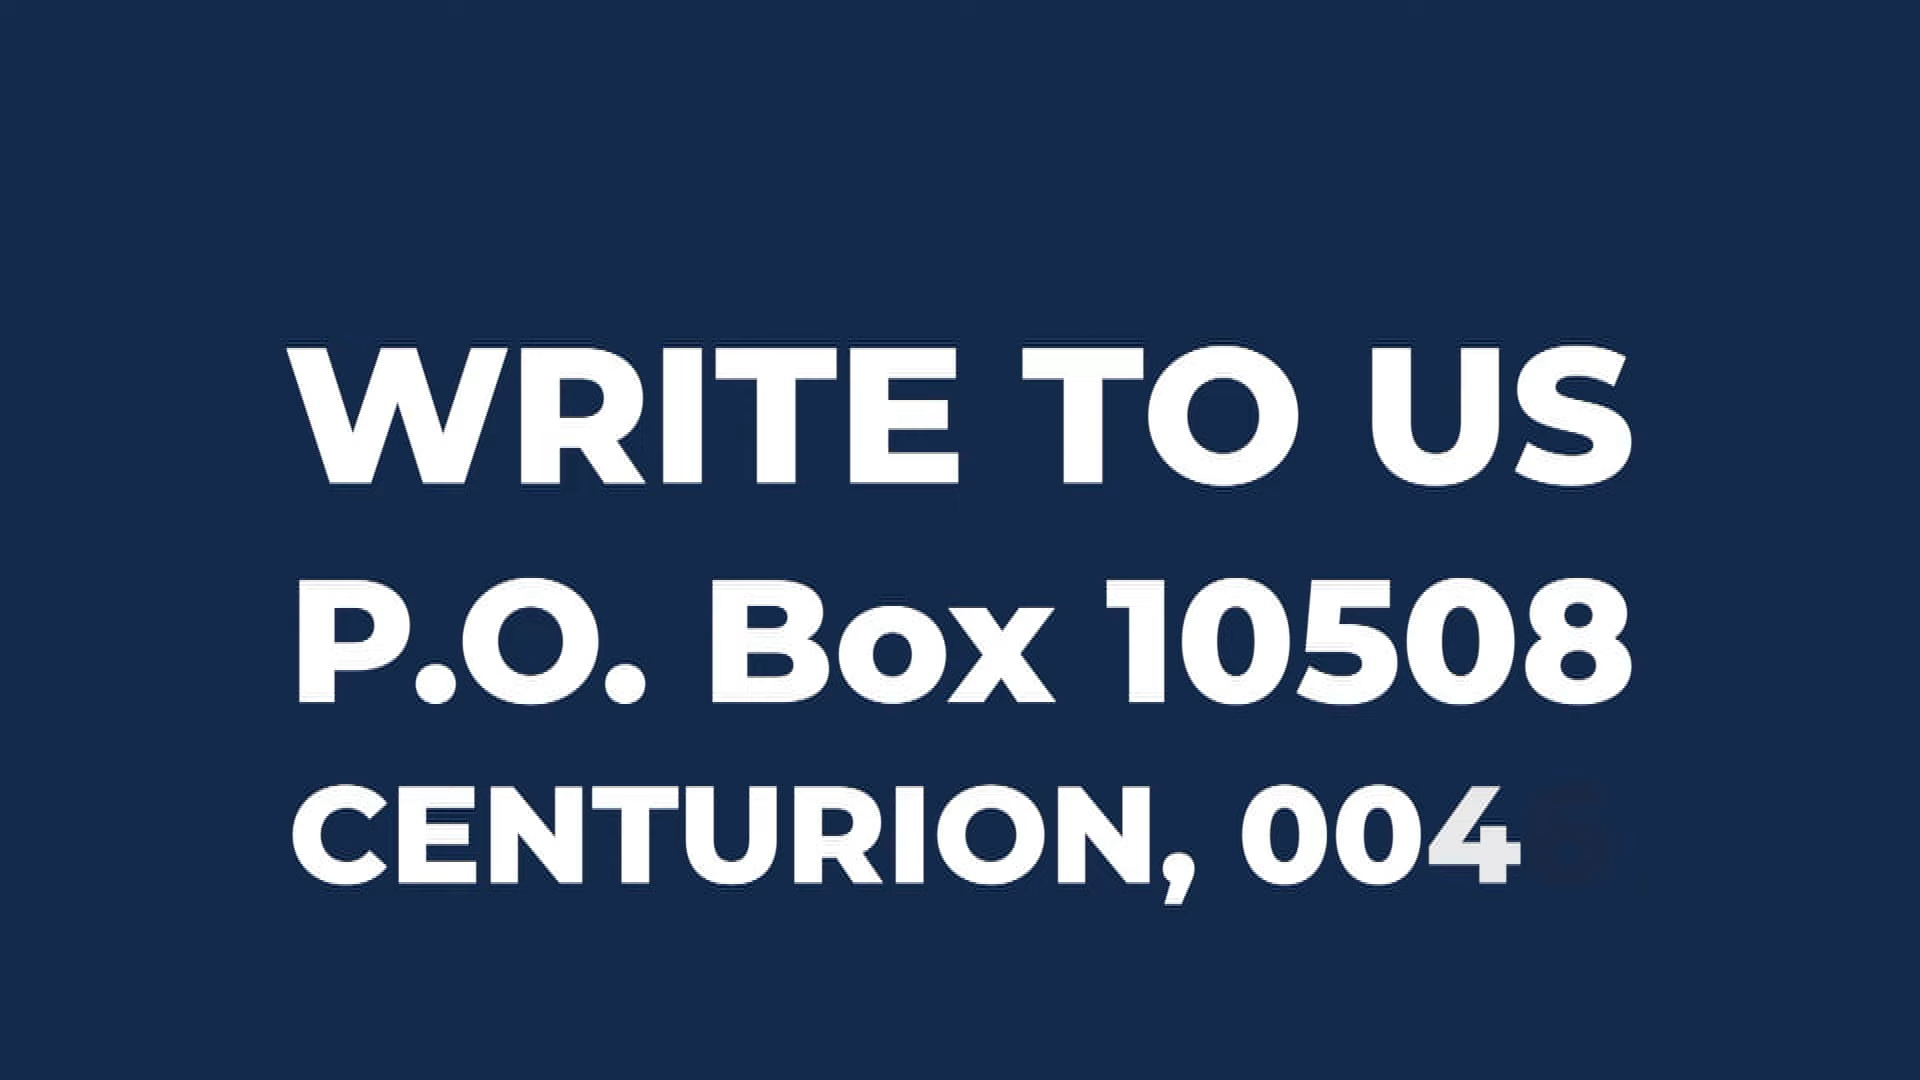 WRITE TO US
P.O. Box 10508
CENTURION, 004